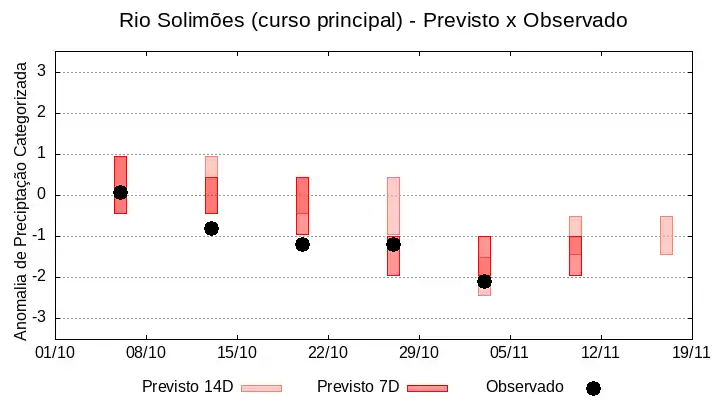 Rio Solimões (curso principal) - Previsto x Observado
Anomalia de Preciptação Categorizada
3
2
1
0
-1
-2
-3
01/10 08/10 15/10 22/10 29/10 05/11 12/11 19/11
Previsto 14D Previsto 7D Observado